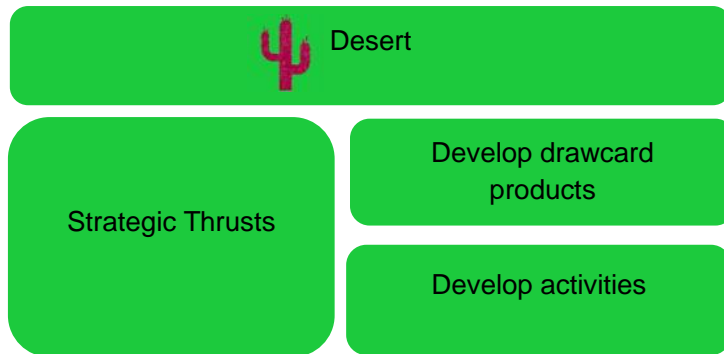 Desert
Strategic Thrusts
Develop drawcard
products
Develop activities